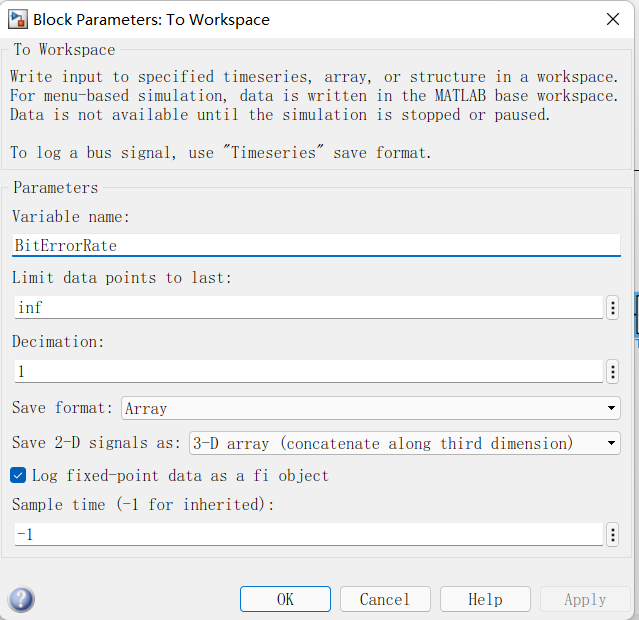 Block Parameters: To Workspace
To Workspace
Write input to specified timeseries, array, or structure in a workspace.
For menu-based simulation, data is written in the MATLAB base workspace.
Data is not available until the simulation is stopped or paused.
To log a bus signal, use "Timeseries" save format.
Parameters
Variable name:
BitErrorRate
Limit data points to last:
inf
Decimation:
1
Save format: Array
Save 2-D signals as: 3-D array (concatenate along third dimension)
Log fixed-point data as a fi object
Sample time (-1 for inherited):
-1
OK Cancel Help Apply